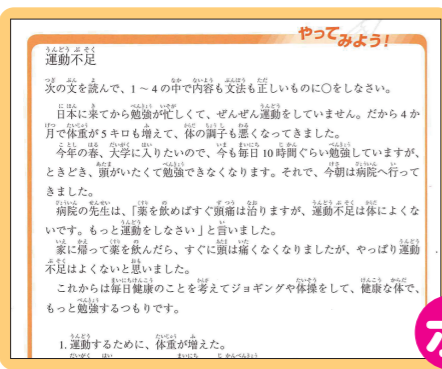 やってみよう!
運動不足
次の文を読んで、1～4の中で内容も文法も正しいものに○をしなさい。
日本に来てから勉強が忙しくて、ぜんぜん運動をしていません。だから4か
月で体重が5キロも増えて、体の調子も悪くなってきました。
今年の春、大学に入りたいので、今も毎日10時間ぐらい勉強していますが、
ときどき、頭がいたくて勉強できなくなります。それで、今朝は病院へ行って
きました。
病院の先生は、「薬を飲めばすぐ頭痛は治りますが、運動不足は体によくな
いです。もっと運動をしなさい」と言いました。
家に帰って薬を飲んだら、すぐに頭は痛くなくなりましたが、やっぱり運動
不足はよくないと思いました。
これからは毎日健康のことを考えてジョギングや体操をして、健康な体で、
もっと勉強するつもりです。
1. 運動するために、体重が増えた。